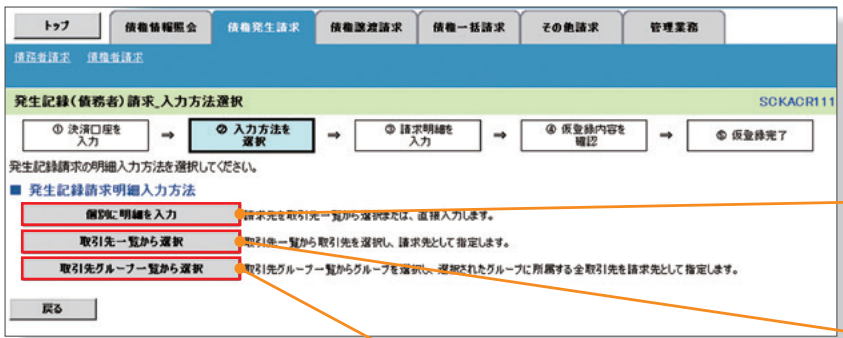 トップ 債権情報照会 債権発生請求 債権譲渡請求 債権一括請求 その他請求 管理業務
債務者請求 債権者請求
発生記録(債務者)請求_入力方法選択 SCKACR111
① 決済口座を入力 → ② 入力方法を選択 → ③ 請求明細を入力 → ④ 仮登録内容を確認 → ⑤ 仮登録完了
発生記録請求の明細入力方法を選択してください。
■ 発生記録請求明細入力方法
個別に明細を入力 請求先を取引先一覧から選択または、直接入力します。
取引先一覧から選択 取引先一覧から取引先を選択し、請求先として指定します。
取引先グループ一覧から選択 取引先グループ一覧からグループを選択し、選択されたグループに所属する全取引先を請求先として指定します。
戻る